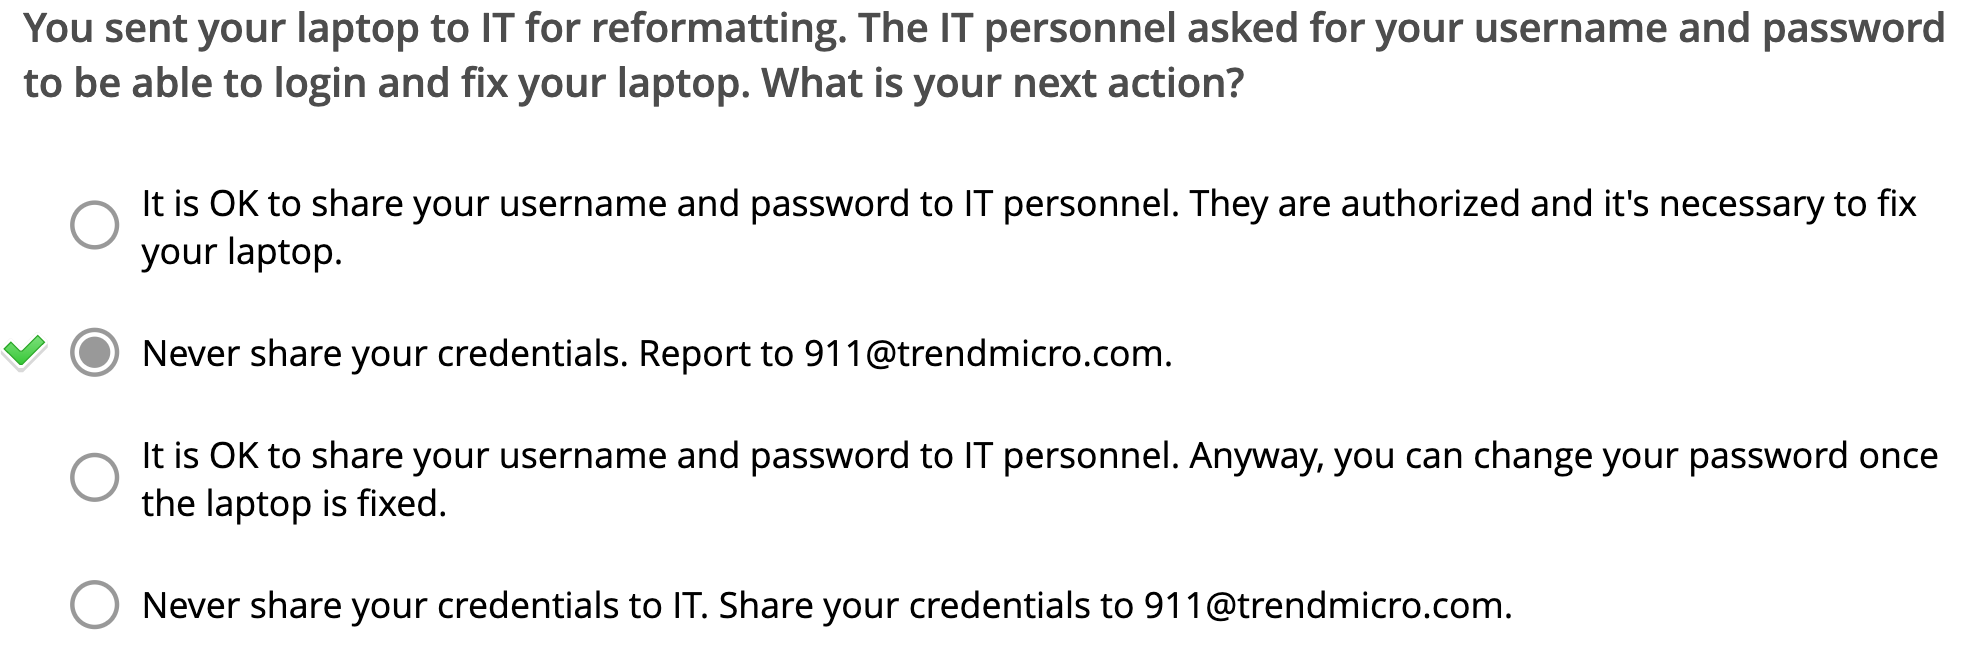 You sent your laptop to IT for reformatting. The IT personnel asked for your username and password
to be able to login and fix your laptop. What is your next action?
It is OK to share your username and password to IT personnel. They are authorized and it's necessary to fix
your laptop.
Never share your credentials. Report to 911@trendmicro.com.
It is OK to share your username and password to IT personnel. Anyway, you can change your password once
the laptop is fixed.
Never share your credentials to IT. Share your credentials to 911@trendmicro.com.